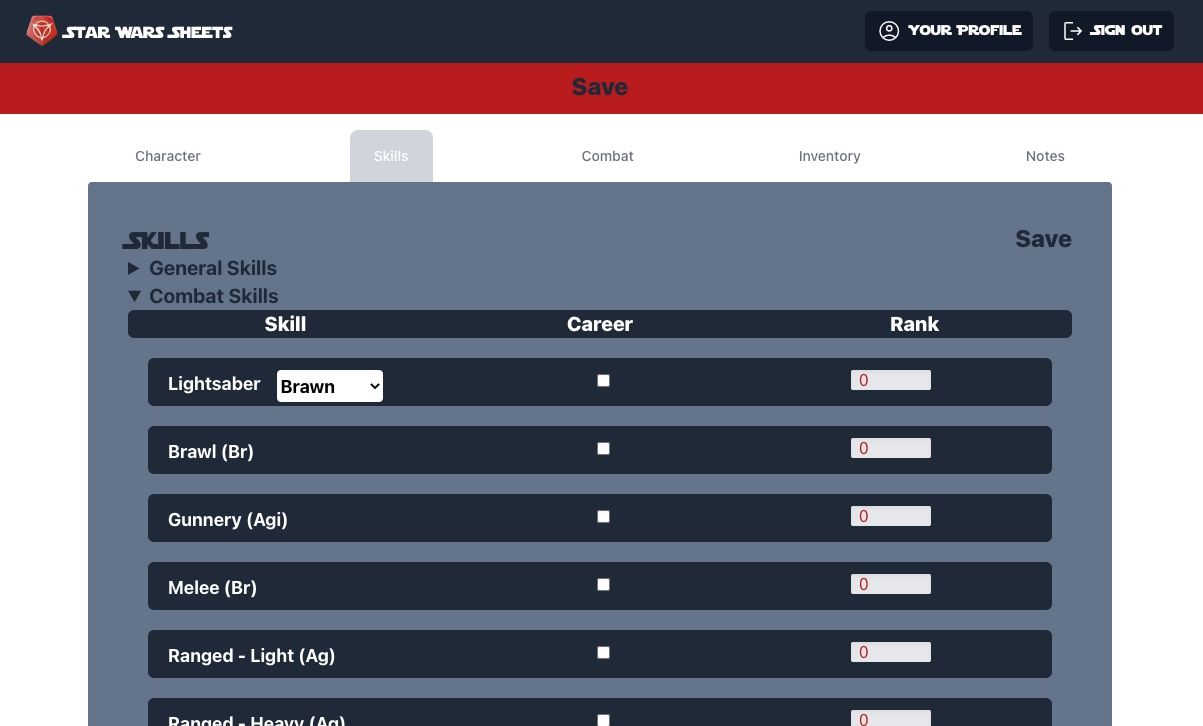 STAR WARS SHEETS
YOUR PROFILE
SIGN OUT
Save
Character Skills Combat Inventory Notes
SKILLS
Save
General Skills
Combat Skills
Skill Career Rank
Lightsaber Brawn 0
Brawl (Br) 0
Gunnery (Agi) 0
Melee (Br) 0
Ranged - Light (Ag) 0
Ranged - Heavy (Ag) 0